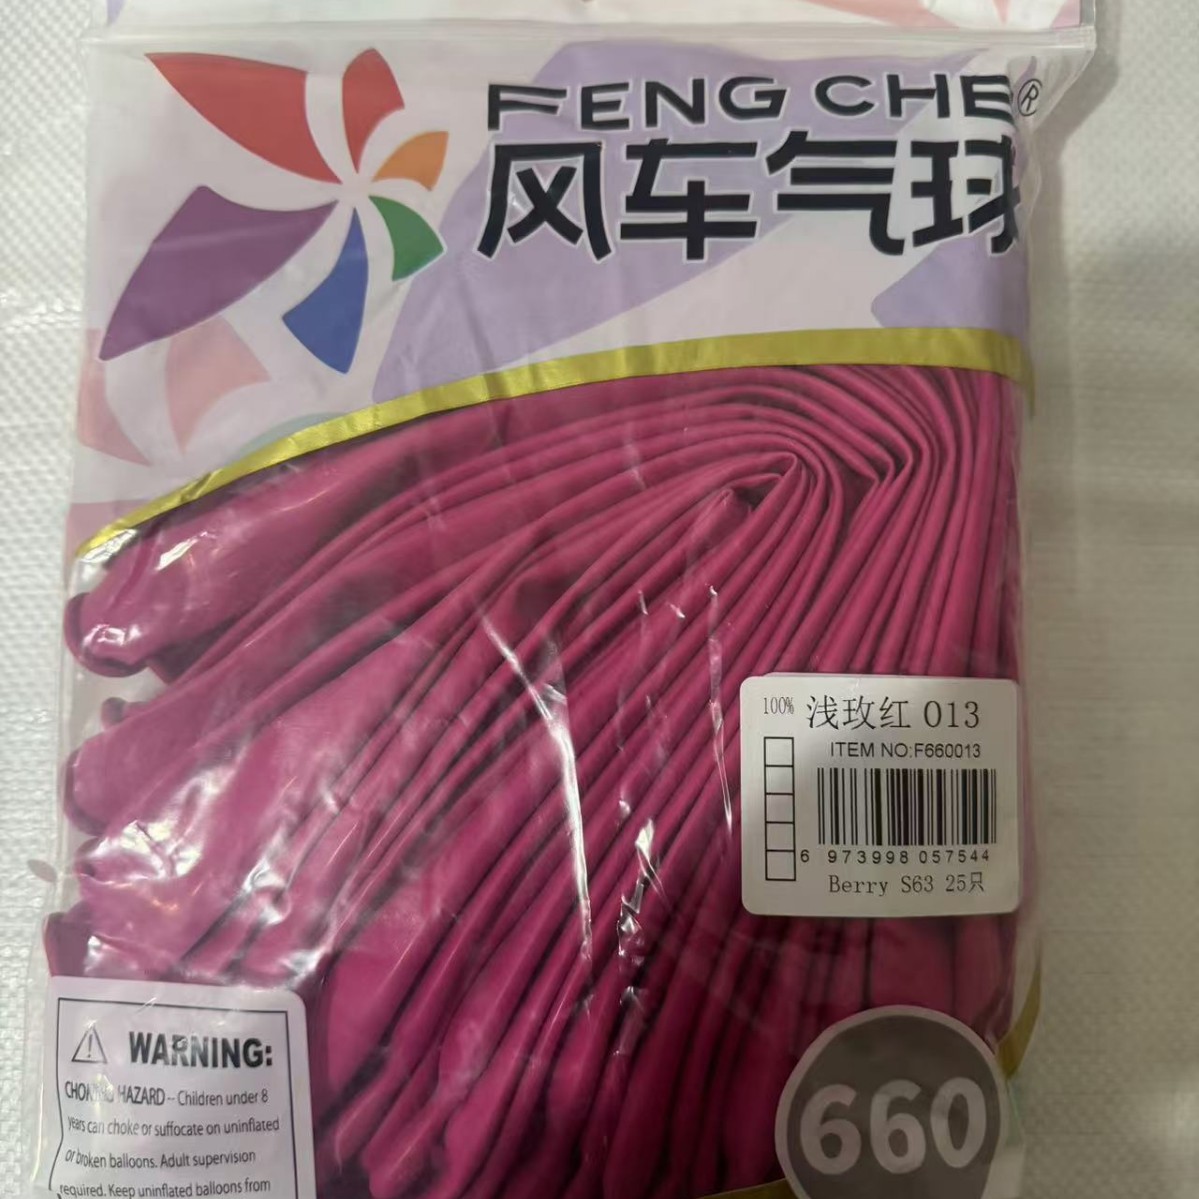 FENG CHE®
风车气球
100% 浅玫红 013
ITEM NO:F660013
6 973998 057544
Berry S63 25只
WARNING:
CHOKING HAZARD -- Children under 8
years can choke or suffocate on uninflated
or broken balloons. Adult supervision
required. Keep uninflated balloons from
660